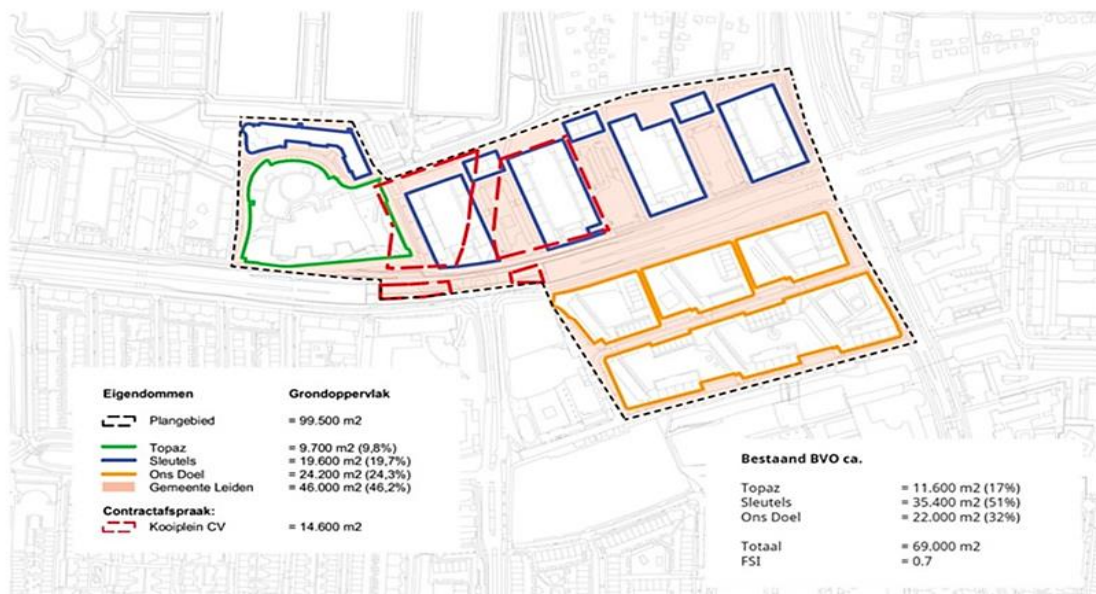 Eigendommen Grondoppervlak
Plangebied = 99.500 m2
Topaz = 9.700 m2 (9,8%)
Sleutels = 19.600 m2 (19,7%)
Ons Doel = 24.200 m2 (24,3%)
Gemeente Leiden = 46.000 m2 (46,2%)
Contractafspraak:
Kooiplein CV = 14.600 m2
Bestaand BVO ca.
Topaz = 11.600 m2 (17%)
Sleutels = 35.400 m2 (51%)
Ons Doel = 22.000 m2 (32%)
Totaal = 69.000 m2
FSI = 0.7